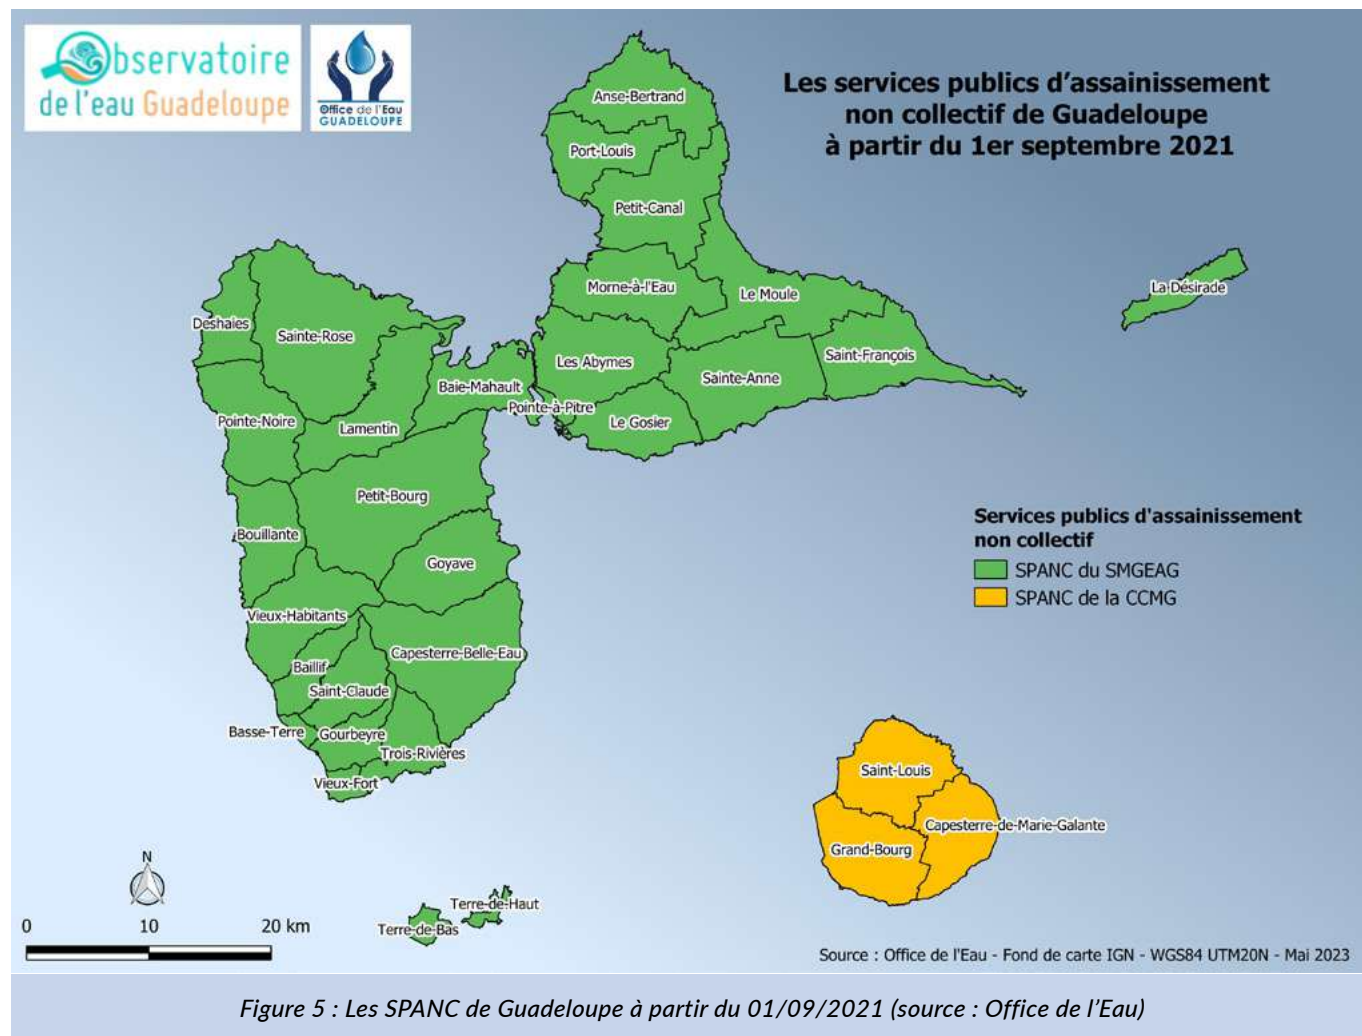 Observatoire
de l'eau Guadeloupe
Office de l'Eau
GUADELOUPE
Les services publics d'assainissement
non collectif de Guadeloupe
à partir du 1er septembre 2021
Anse-Bertrand
Port-Louis
Petit-Canal
Morne-à-l'Eau
Le Moule
La Désirade
Deshaies
Sainte-Rose
Les Abymes
Saint-François
Sainte-Anne
Baie-Mahault
Pointe-à-Pitre
Le Gosier
Pointe-Noire
Lamentin
Petit-Bourg
Bouillante
Goyave
Vieux-Habitants
Capesterre-Belle-Eau
Baillif
Saint-Claude
Basse-Terre
Gourbeyre
Trois-Rivières
Vieux-Fort
Services publics d'assainissement
non collectif
SPANC du SMGEAG
SPANC de la CCMG
Saint-Louis
Capesterre-de-Marie-Galante
Grand-Bourg
Terre-de-Haut
Terre-de-Bas
N
0 10 20 km
Source : Office de l'Eau - Fond de carte IGN - WGS84 UTM20N - Mai 2023
Figure 5 : Les SPANC de Guadeloupe à partir du 01/09/2021 (source : Office de l'Eau)